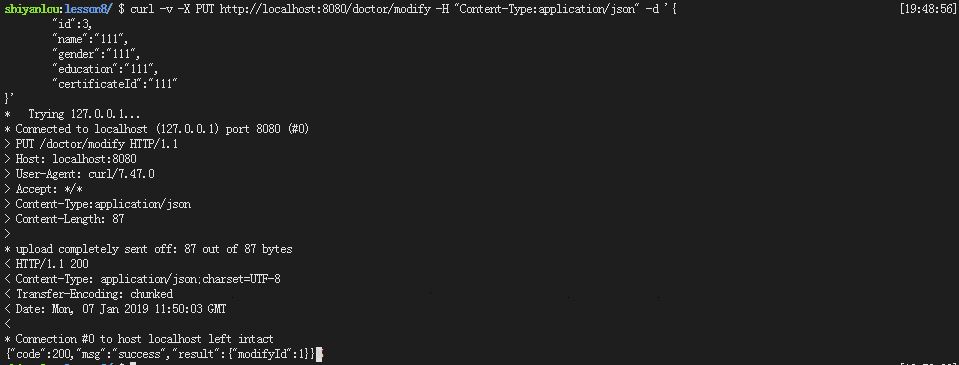 shiyanlou:lesson8/ $ curl -v -X PUT http://localhost:8080/doctor/modify -H "Content-Type:application/json" -d '{ [19:48:56]
"id":3,
"name":"111",
"gender":"111",
"education":"111",
"certificateId":"111"
}'
* Trying 127.0.0.1...
* Connected to localhost (127.0.0.1) port 8080 (#0)
> PUT /doctor/modify HTTP/1.1
> Host: localhost:8080
> User-Agent: curl/7.47.0
> Accept: */*
> Content-Type:application/json
> Content-Length: 87
>
* upload completely sent off: 87 out of 87 bytes
< HTTP/1.1 200
< Content-Type: application/json;charset=UTF-8
< Transfer-Encoding: chunked
< Date: Mon, 07 Jan 2019 11:50:03 GMT
<
* Connection #0 to host localhost left intact
{"code":200,"msg":"success","result":{"modifyId":1}}
shiyanlou:lesson8/ $